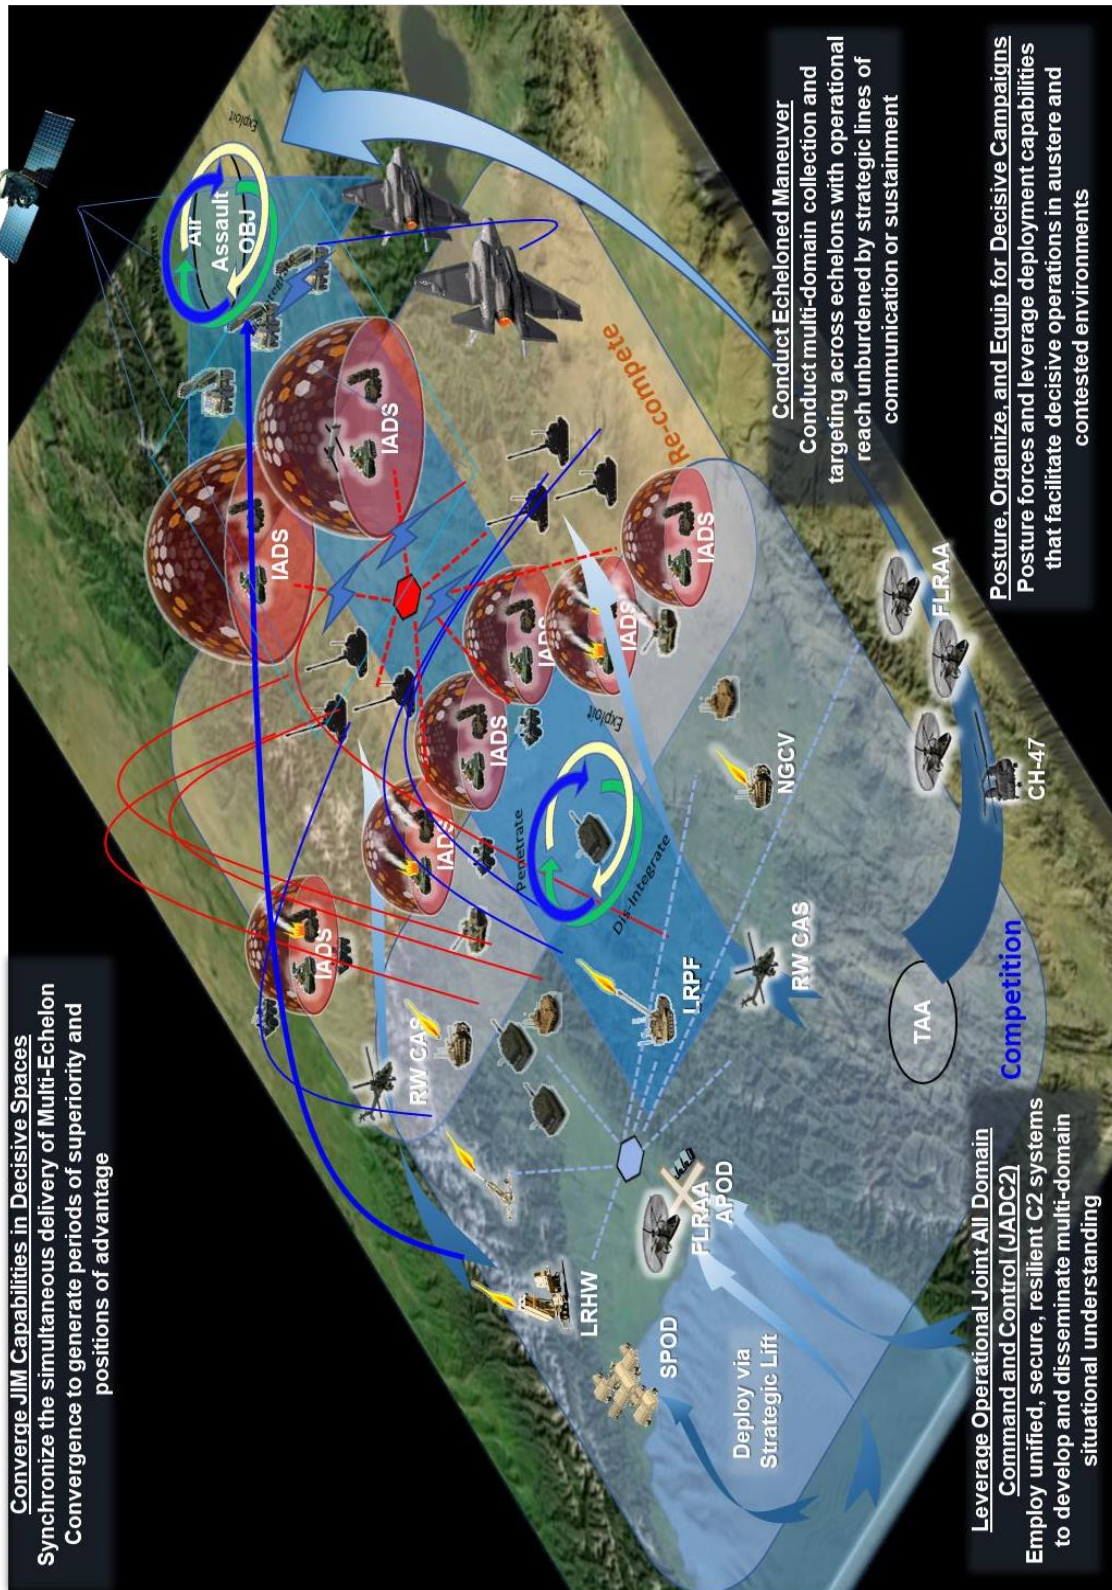 Converge JIM Capabilities in Decisive Spaces
Synchronize the simultaneous delivery of Multi-Echelon
Convergence to generate periods of superiority and
positions of advantage
Exploit
Air
Assault
OBJ
IADS
IADS
IADS
IADS
IADS
IADS
IADS
IADS
Re-compete
Penetrate
Exploit
Dis-Integrate
RW CAS
LRHW
LRPF
NGCV
RW CAS
SPOD
FLRAA
APOD
Deploy via
Strategic Lift
TAA
Competition
FLRAA
CH-47
Conduct Echeloned Maneuver
Conduct multi-domain collection and
targeting across echelons with operational
reach unburdened by strategic lines of
communication or sustainment
Leverage Operational Joint All Domain
Command and Control (JADC2)
Employ unified, secure, resilient C2 systems
to develop and disseminate multi-domain
situational understanding
Posture, Organize, and Equip for Decisive Campaigns
Posture forces and leverage deployment capabilities
that facilitate decisive operations in austere and
contested environments